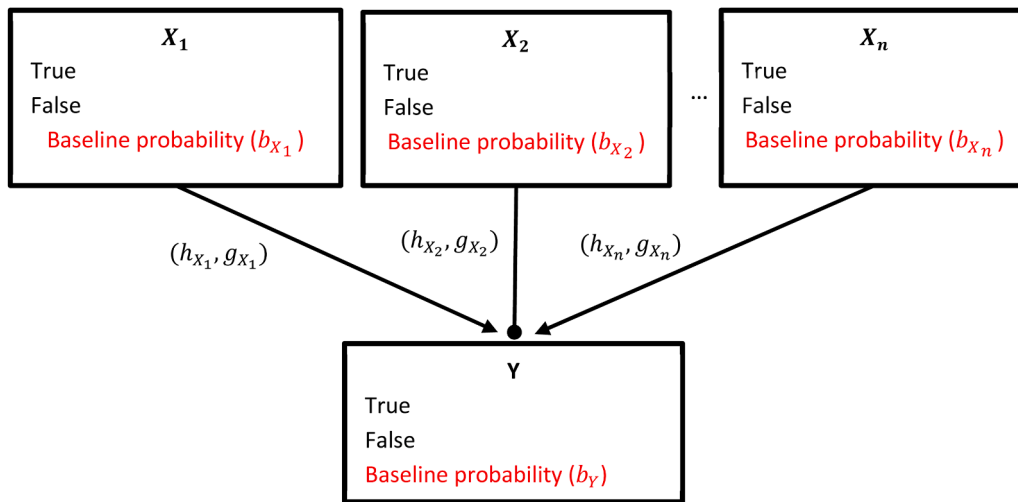 X₁
True
False
Baseline probability (b_X₁)
X₂
True
False
Baseline probability (b_X₂)
...
Xₙ
True
False
Baseline probability (b_Xₙ)
(h_X₁, g_X₁)
(h_X₂, g_X₂)
(h_Xₙ, g_Xₙ)
Y
True
False
Baseline probability (b_Y)